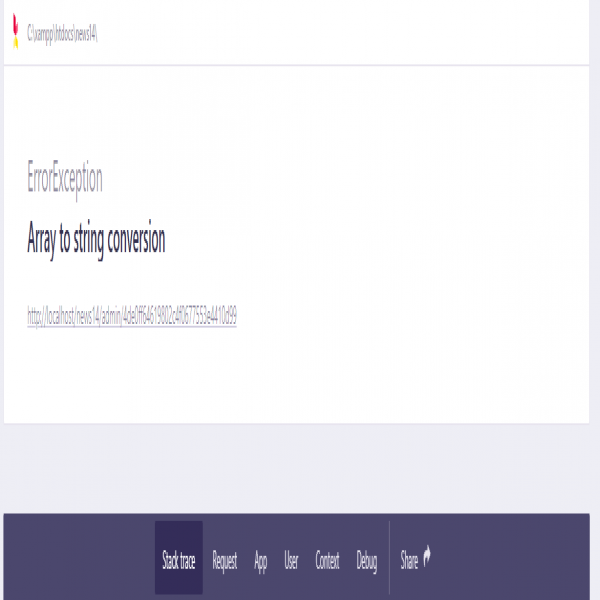 C:\xampp\htdocs\news14\
ErrorException
Array to string conversion
http://localhost/news14/admin/4de0ff64619802c4f0677553e4410d99
Stack trace Request App User Context Debug Share